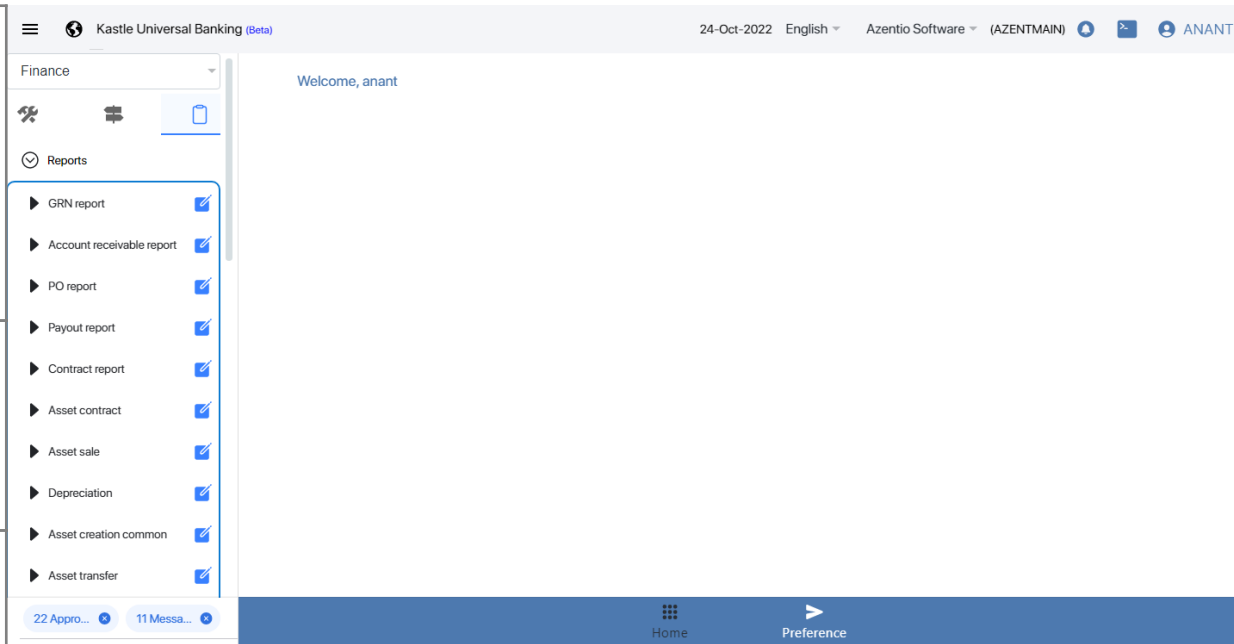 Kastle Universal Banking (Beta)
24-Oct-2022 English Azentio Software (AZENTMAIN) ANANT
Finance
Welcome, anant
Reports
GRN report
Account receivable report
PO report
Payout report
Contract report
Asset contract
Asset sale
Depreciation
Asset creation common
Asset transfer
22 Appro... 11 Messa...
Home Preference